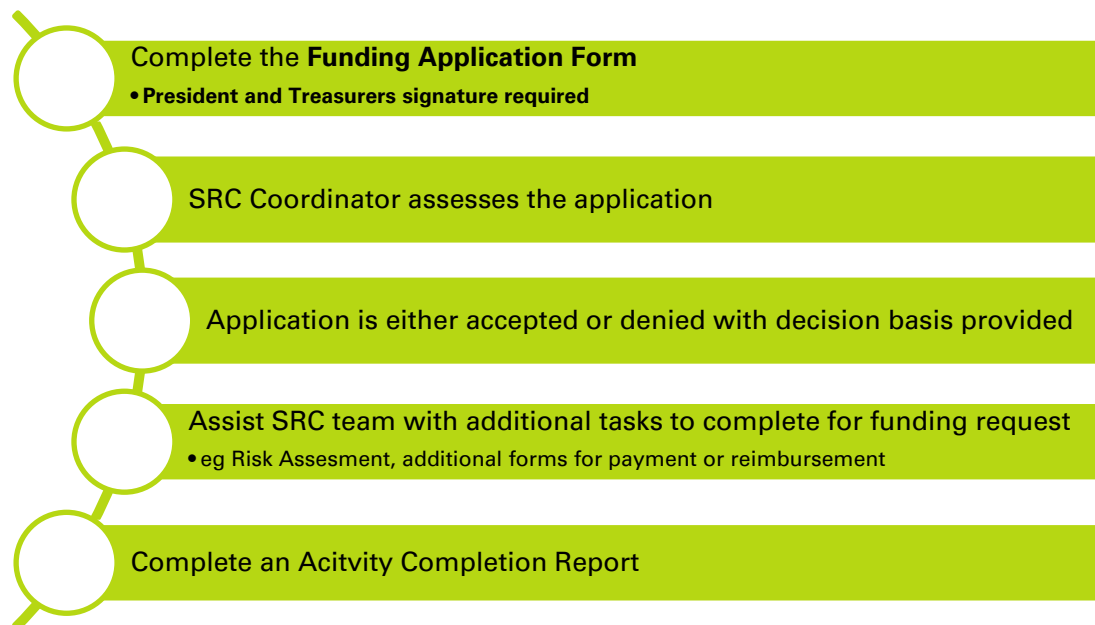 Complete the Funding Application Form
•President and Treasurers signature required
SRC Coordinator assesses the application
Application is either accepted or denied with decision basis provided
Assist SRC team with additional tasks to complete for funding request
•eg Risk Assesment, additional forms for payment or reimbursement
Complete an Acitvity Completion Report